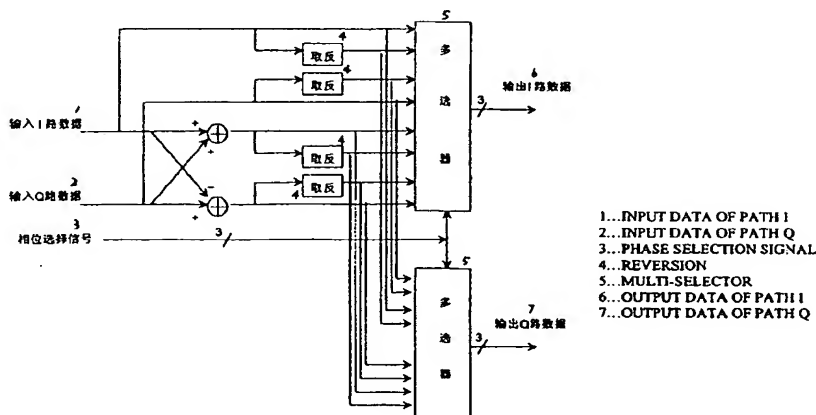 5
4
取反
4
取反
多
选
器
6
输出I路数据
3
1
输入I路数据
+
+
4
取反
2
输入Q路数据
-
+
4
取反
3
相位选择信号
3
5
多
选
器
7
输出Q路数据
3
1...INPUT DATA OF PATH I
2...INPUT DATA OF PATH Q
3...PHASE SELECTION SIGNAL
4...REVERSION
5...MULTI-SELECTOR
6...OUTPUT DATA OF PATH I
7...OUTPUT DATA OF PATH Q